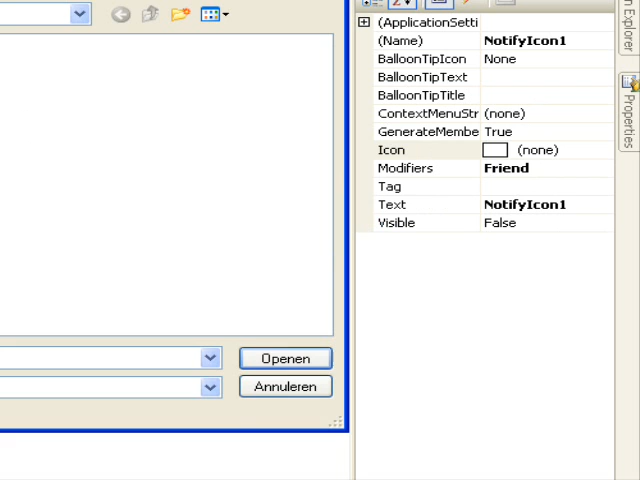 (ApplicationSetti
(Name) NotifyIcon1
BalloonTipIcon None
BalloonTipText
BalloonTipTitle
ContextMenuStr (none)
GenerateMembe True
Icon (none)
Modifiers Friend
Tag
Text NotifyIcon1
Visible False
Openen
Annuleren
n Explorer
Properties